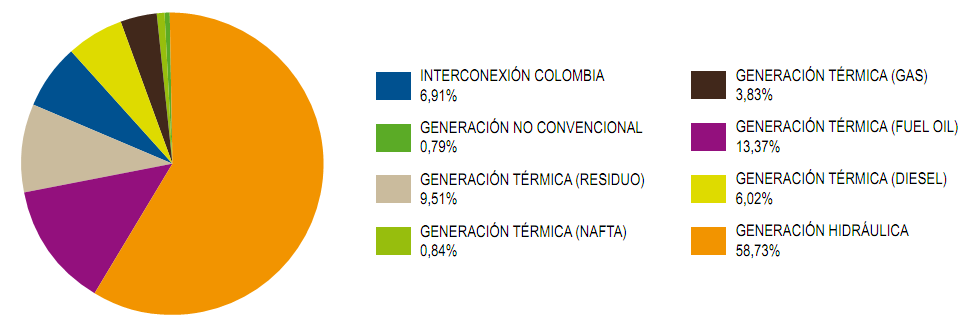 INTERCONEXIÓN COLOMBIA
6,91%
GENERACIÓN NO CONVENCIONAL
0,79%
GENERACIÓN TÉRMICA (RESIDUO)
9,51%
GENERACIÓN TÉRMICA (NAFTA)
0,84%
GENERACIÓN TÉRMICA (GAS)
3,83%
GENERACIÓN TÉRMICA (FUEL OIL)
13,37%
GENERACIÓN TÉRMICA (DIESEL)
6,02%
GENERACIÓN HIDRÁULICA
58,73%